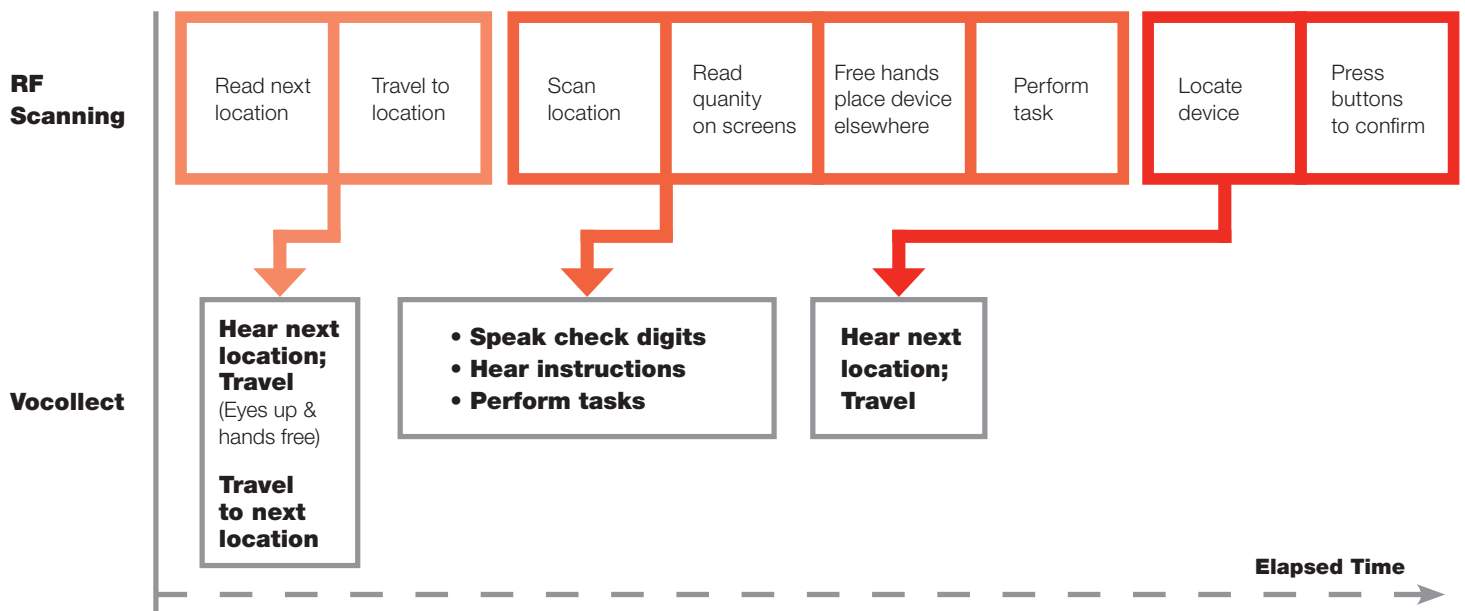 RF
Scanning
Read next
location
Travel to
location
Scan
location
Read
quanity
on screens
Free hands
place device
elsewhere
Perform
task
Locate
device
Press
buttons
to confirm
Vocollect
Hear next
location;
Travel
(Eyes up &
hands free)
Travel
to next
location
• Speak check digits
• Hear instructions
• Perform tasks
Hear next
location;
Travel
Elapsed Time